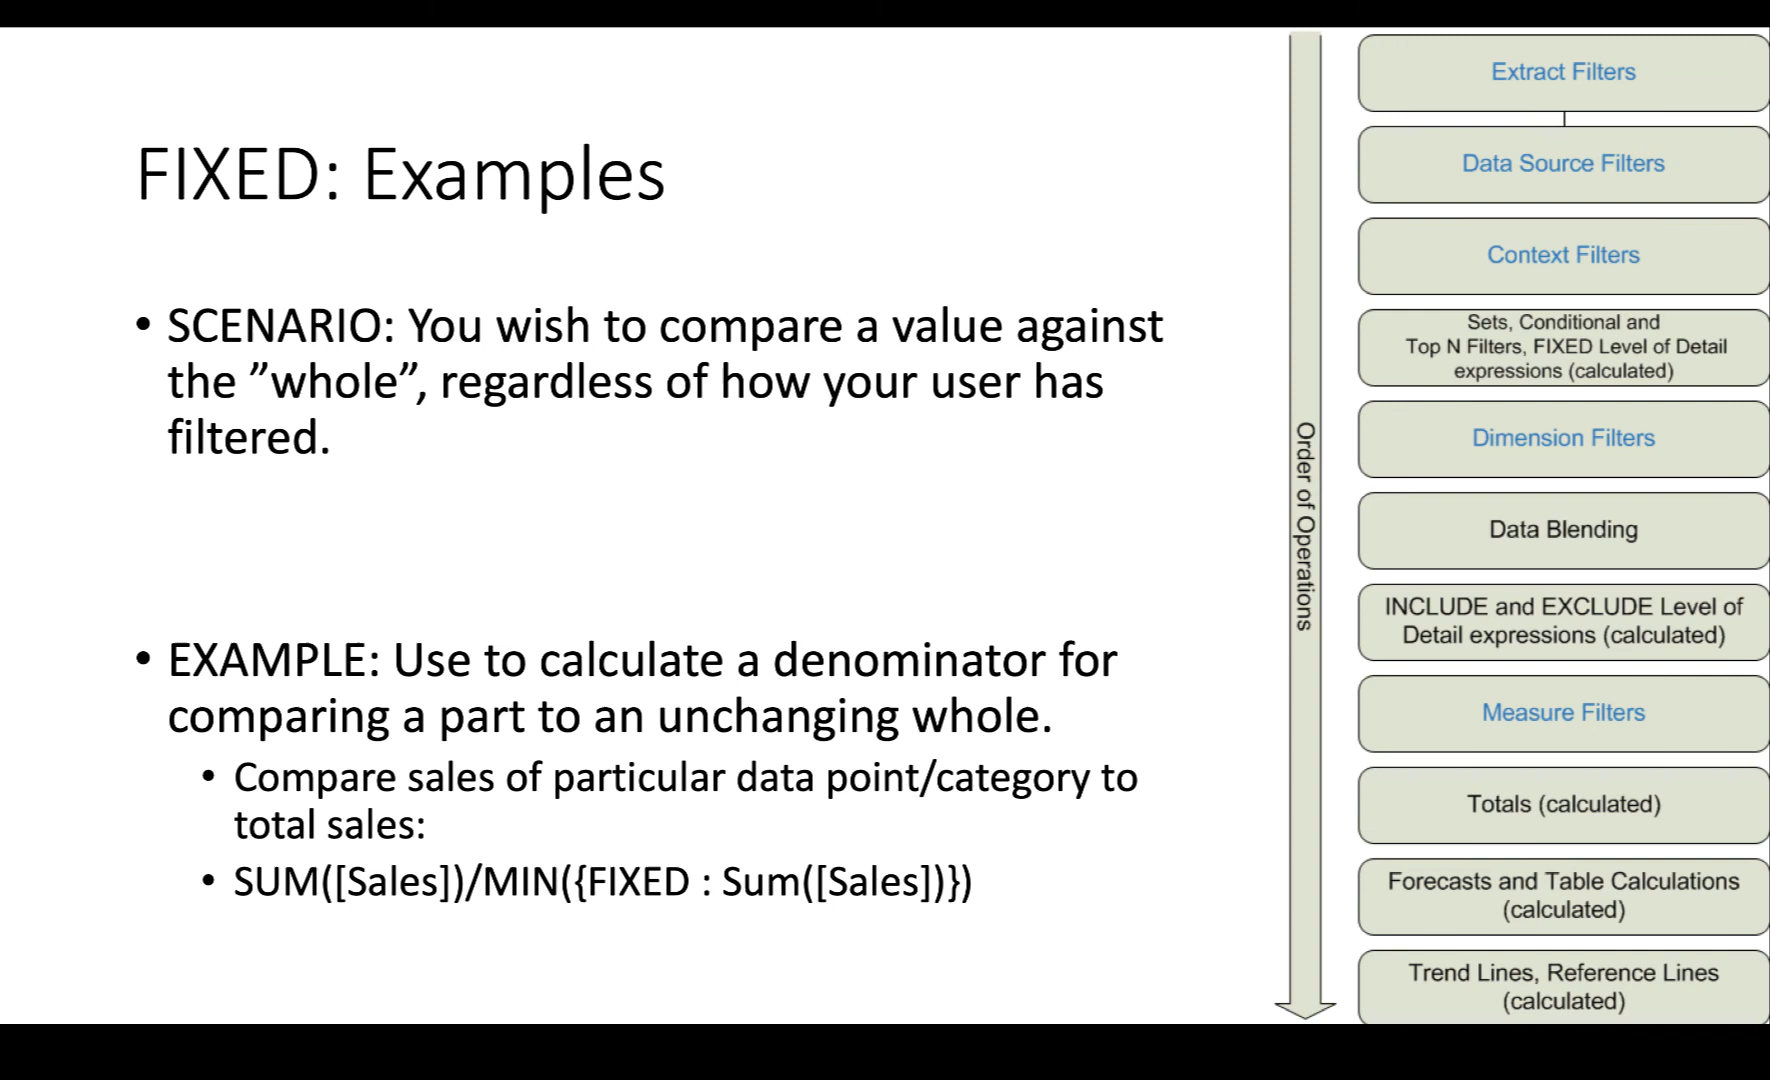 FIXED: Examples
• SCENARIO: You wish to compare a value against
the ”whole”, regardless of how your user has
filtered.
• EXAMPLE: Use to calculate a denominator for
comparing a part to an unchanging whole.
• Compare sales of particular data point/category to
total sales:
• SUM([Sales])/MIN({FIXED : Sum([Sales])})
Order of Operations
Extract Filters
Data Source Filters
Context Filters
Sets, Conditional and
Top N Filters, FIXED Level of Detail
expressions (calculated)
Dimension Filters
Data Blending
INCLUDE and EXCLUDE Level of
Detail expressions (calculated)
Measure Filters
Totals (calculated)
Forecasts and Table Calculations
(calculated)
Trend Lines, Reference Lines
(calculated)